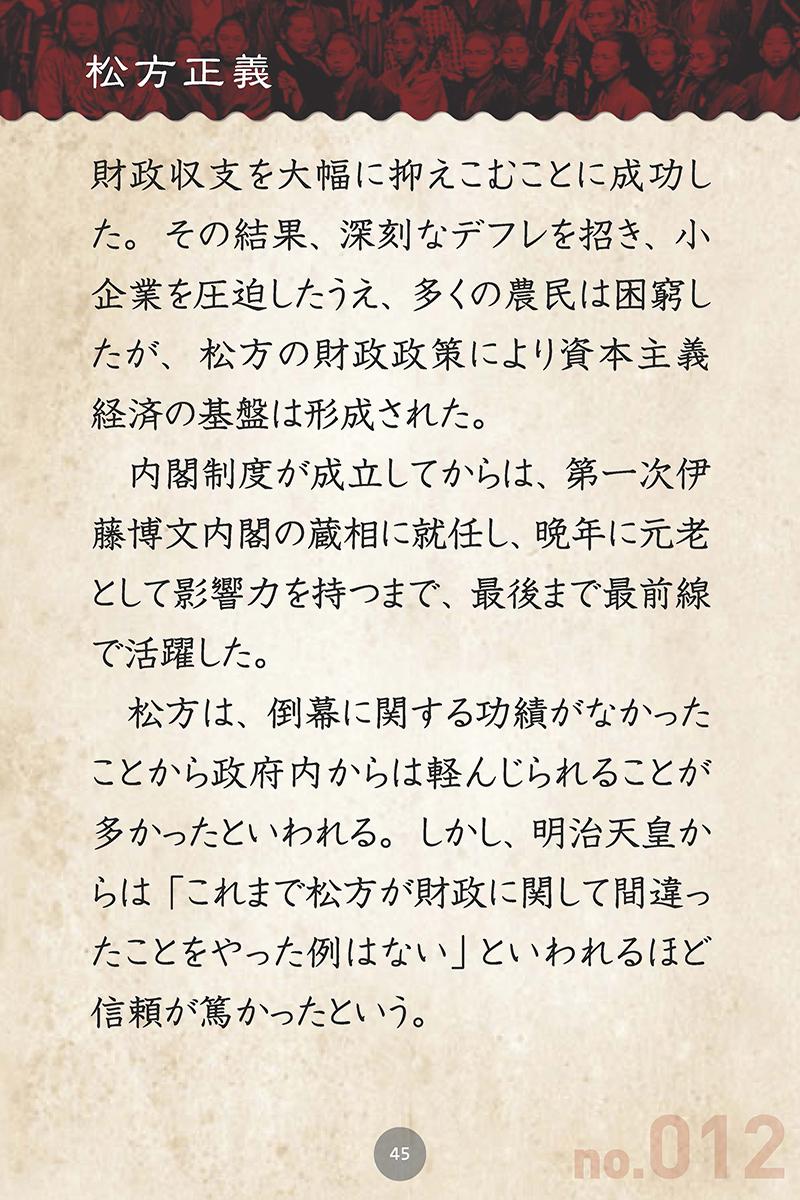 松方正義
財政収支を大幅に抑えこむことに成功し
た。その結果、深刻なデフレを招き、小
企業を圧迫したうえ、多くの農民は困窮し
たが、松方の財政政策により資本主義
経済の基盤は形成された。
　内閣制度が成立してからは、第一次伊
藤博文内閣の蔵相に就任し、晩年に元老
として影響力を持つまで、最後まで最前線
で活躍した。
　松方は、倒幕に関する功績がなかった
ことから政府内からは軽んじられることが
多かったといわれる。しかし、明治天皇か
らは「これまで松方が財政に関して間違っ
たことをやった例はない」といわれるほど
信頼が篤かったという。
45
no.012